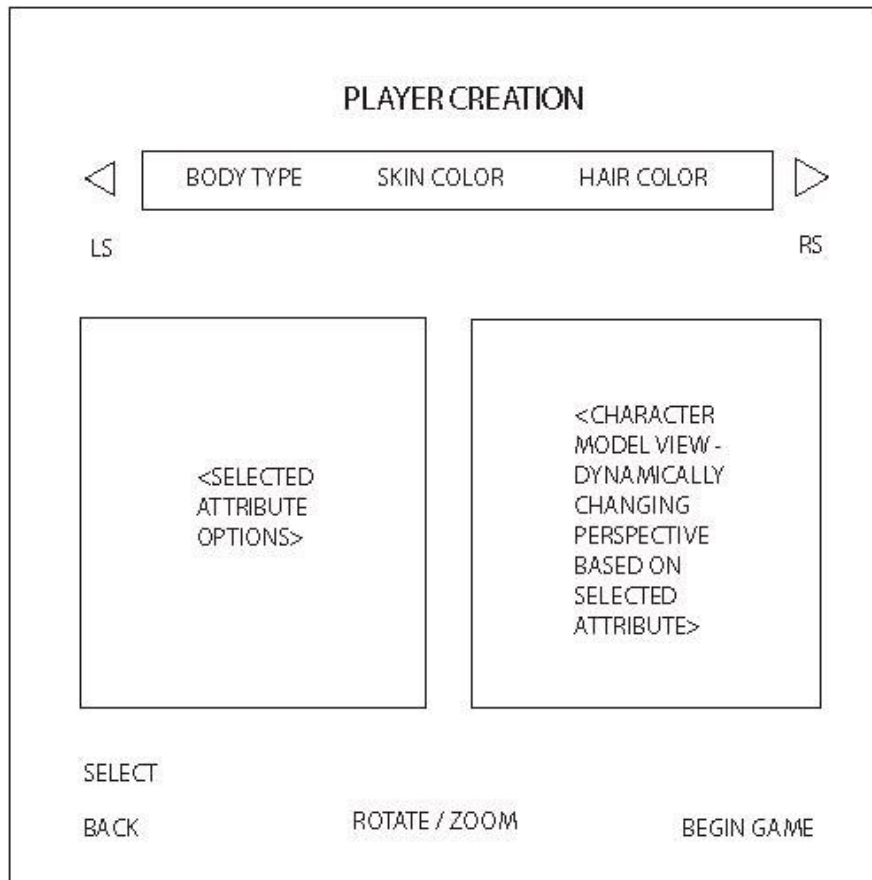 PLAYER CREATION
BODY TYPE SKIN COLOR HAIR COLOR
LS RS
<SELECTED
ATTRIBUTE
OPTIONS>
<CHARACTER
MODEL VIEW -
DYNAMICALLY
CHANGING
PERSPECTIVE
BASED ON
SELECTED
ATTRIBUTE>
SELECT
BACK ROTATE / ZOOM BEGIN GAME